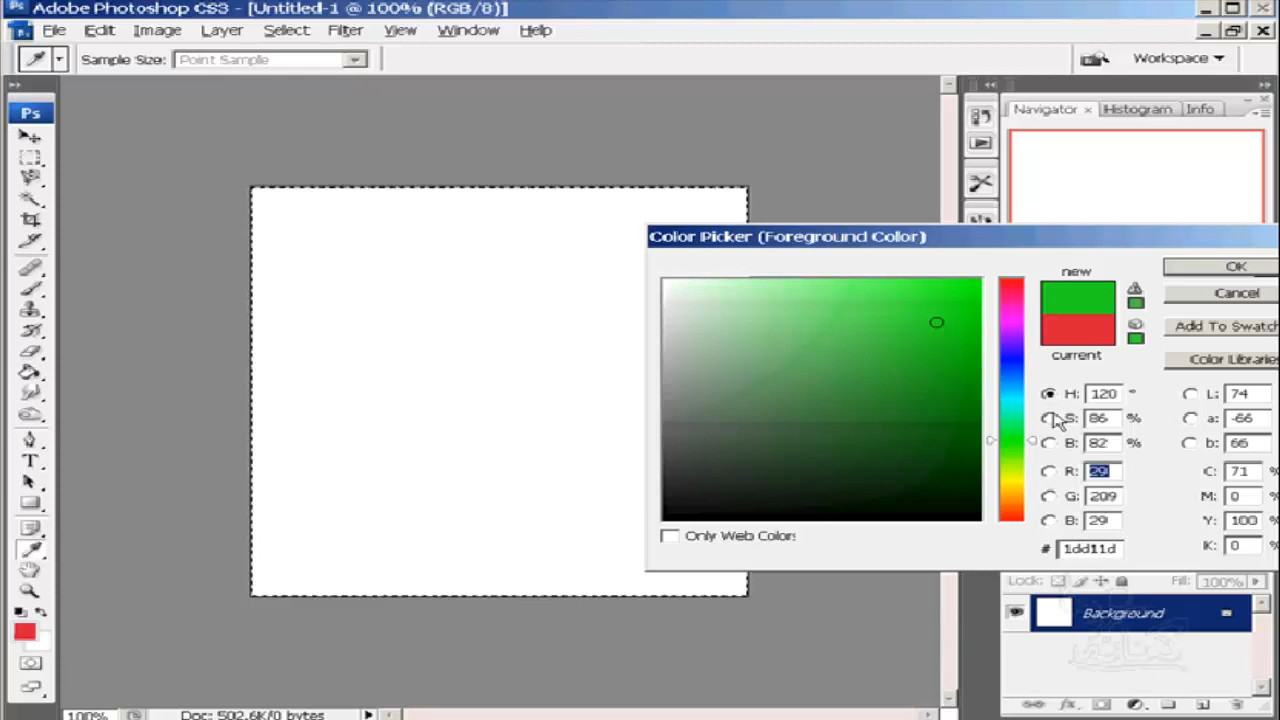 Adobe Photoshop CS3 - [Untitled-1 @ 100% (RGB/8)]
File Edit Image Layer Select Filter View Window Help
Sample Size: Point Sample
Workspace
Ps
Navigator × Histogram Info
Color Picker (Foreground Color)
new
current
OK
Cancel
Add To Swatch
Color Libraries
H: 120 °
S: 86 %
B: 82 %
R: 29
G: 209
B: 29
# 1dd11d
L: 74
a: -66
b: 66
C: 71 %
M: 0 %
Y: 100 %
K: 0 %
Only Web Colors
Lock: Fill: 100%
Background
100% Doc: 502.6K/0 bytes